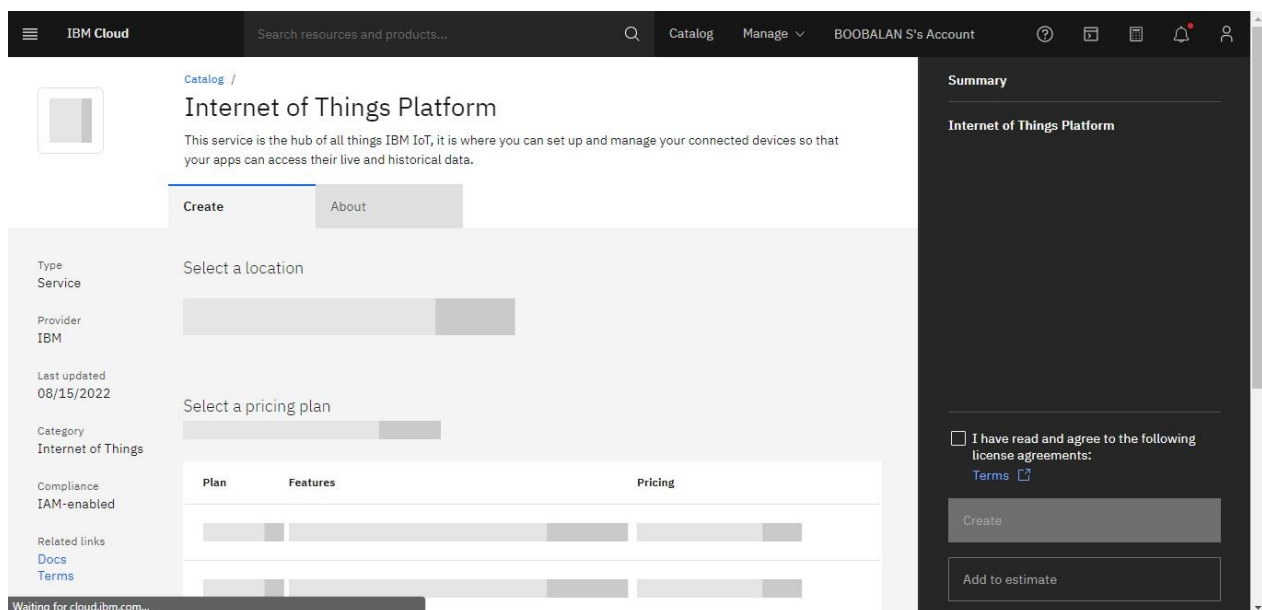 IBM Cloud
Search resources and products...
Catalog
Manage
BOOBALAN S's Account
Catalog /
Internet of Things Platform
This service is the hub of all things IBM IoT, it is where you can set up and manage your connected devices so that
your apps can access their live and historical data.
Create
About
Type
Service
Provider
IBM
Last updated
08/15/2022
Category
Internet of Things
Compliance
IAM-enabled
Related links
Docs
Terms
Select a location
Select a pricing plan
Plan
Features
Pricing
Summary
Internet of Things Platform
I have read and agree to the following
license agreements:
Terms
Create
Add to estimate
Waiting for cloud.ibm.com...